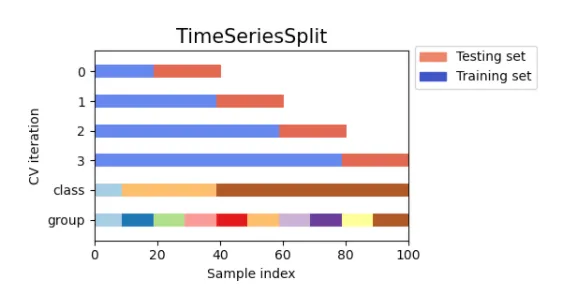 TimeSeriesSplit
Testing set
Training set
CV iteration
0
1
2
3
class
group
0 20 40 60 80 100
Sample index